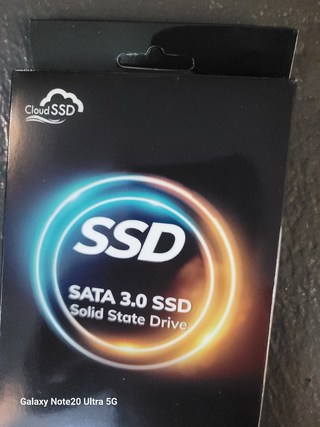 Cloud SSD
SSD
SATA 3.0 SSD
Solid State Drive
Galaxy Note20 Ultra 5G